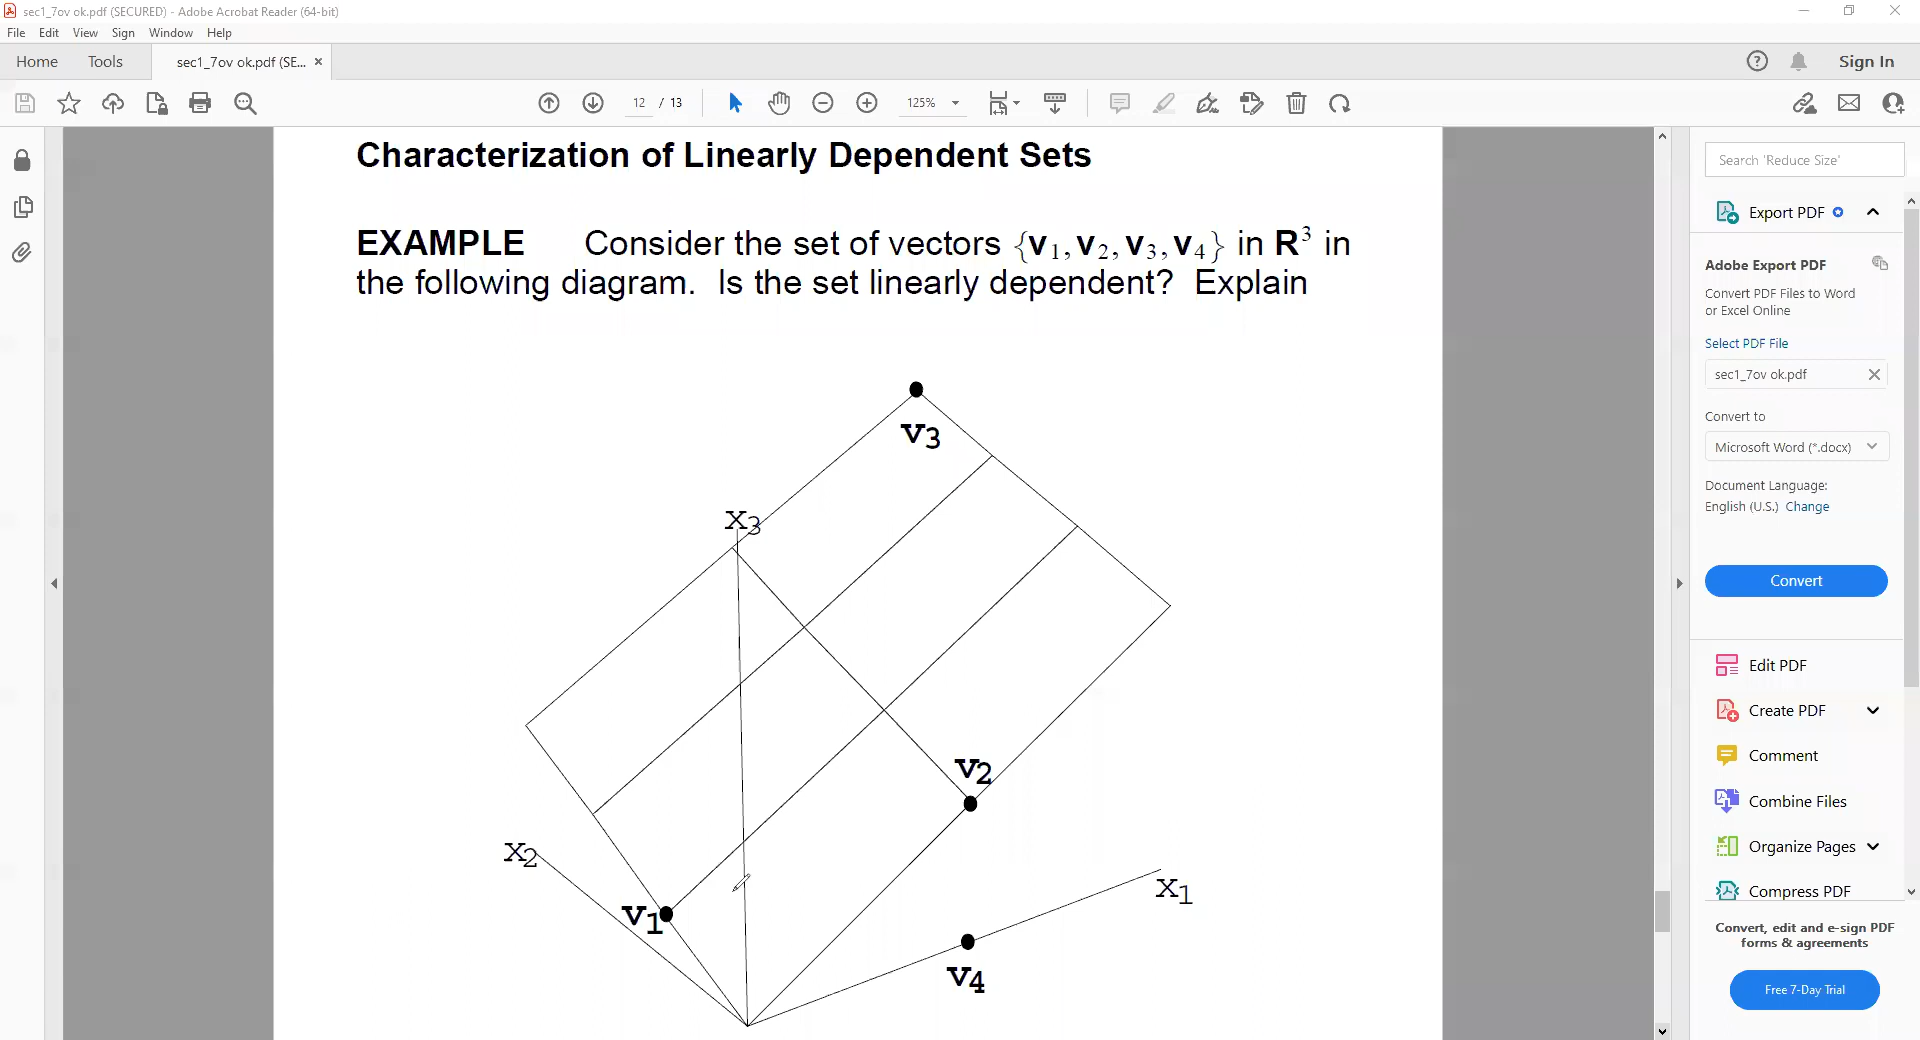 sec1_7ov ok.pdf (SECURED) - Adobe Acrobat Reader (64-bit)
File Edit View Sign Window Help
Home Tools sec1_7ov ok.pdf (SE... × Sign In
12 / 13 125%
Characterization of Linearly Dependent Sets
EXAMPLE Consider the set of vectors {v₁, v₂, v₃, v₄} in R³ in
the following diagram. Is the set linearly dependent? Explain
v3
x3
v2
x2
x1
v1
v4
Search 'Reduce Size'
Export PDF
Adobe Export PDF
Convert PDF Files to Word
or Excel Online
Select PDF File
sec1_7ov ok.pdf
Convert to
Microsoft Word (*.docx)
Document Language:
English (U.S.) Change
Convert
Edit PDF
Create PDF
Comment
Combine Files
Organize Pages
Compress PDF
Convert, edit and e-sign PDF
forms & agreements
Free 7-Day Trial